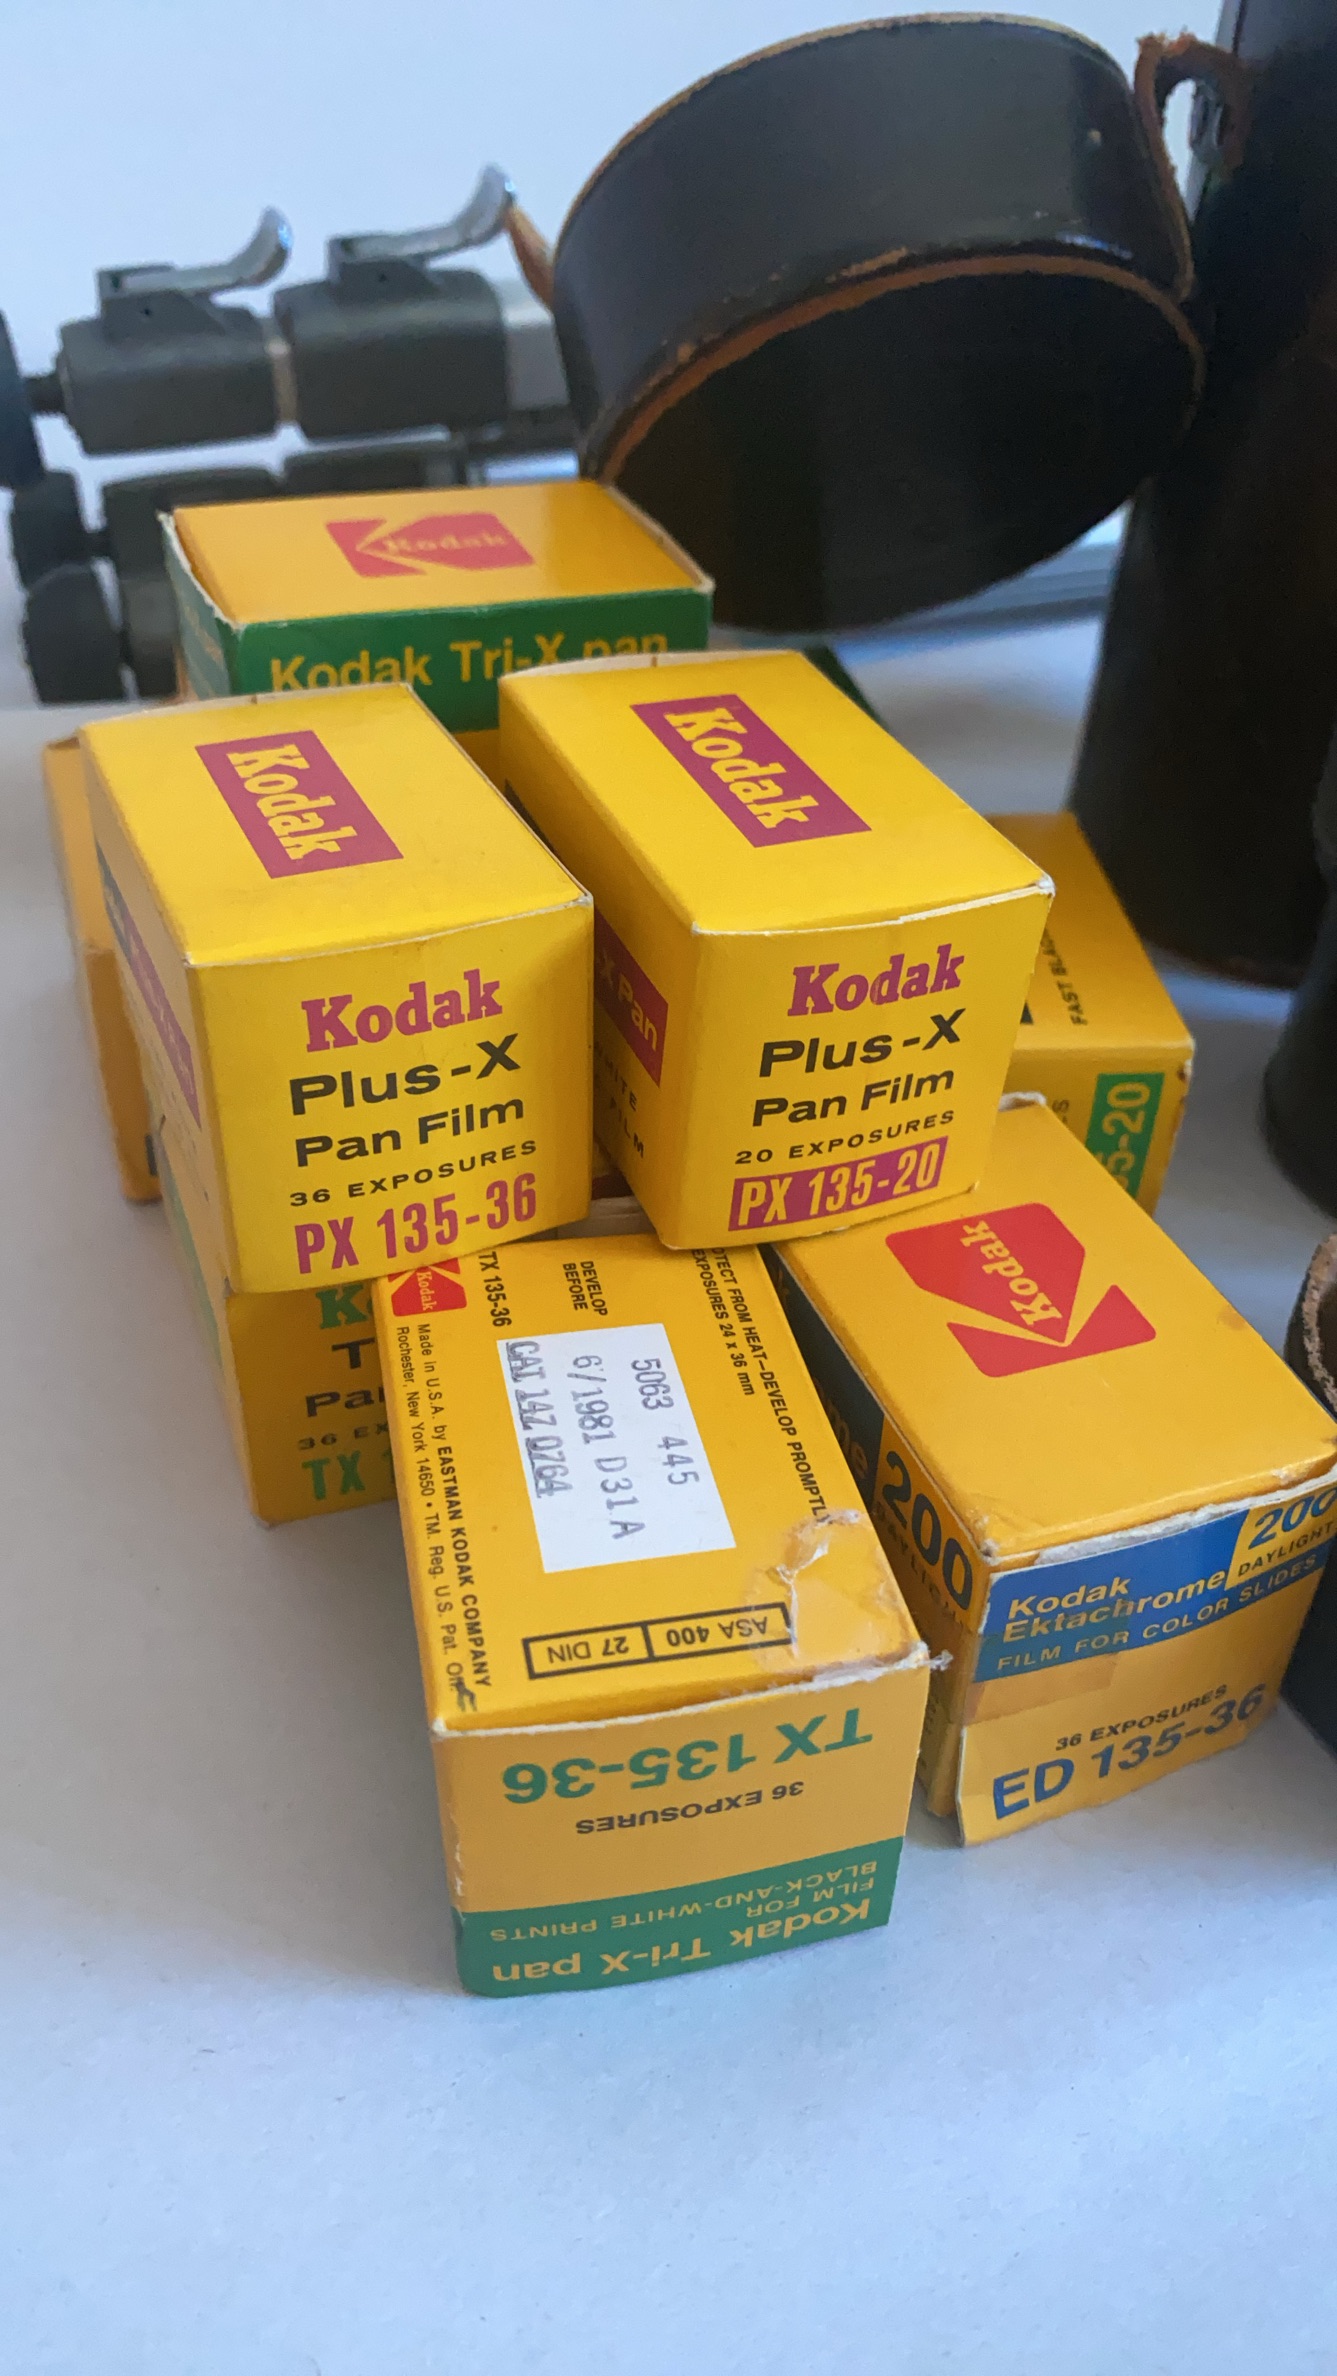 Kodak
Kodak Tri-X pan
Kodak
Kodak
Plus-X
Pan Film
36 EXPOSURES
PX 135-36
Kodak
Kodak
Plus-X
Pan Film
20 EXPOSURES
PX 135-20
Pan
FAST
Kodak
TX 135-36
DEVELOP
BEFORE
5063 445
6/1981 D31A
CAT 147 0764
FROM HEAT–DEVELOP PROMPTLY
EXPOSURES 24 x 36 mm
Made in U.S.A. by EASTMAN KODAK COMPANY
Rochester, New York 14650 • TM. Reg. U.S. Pat. Off.
ASA 400 27 DIN
TX 135-36
36 EXPOSURES
BLACK-AND-WHITE PRINTS
FILM FOR
Kodak Tri-X pan
36
TX
Kodak
200
Kodak
Ektachrome
200
DAYLIGHT
FILM FOR COLOR SLIDES
36 EXPOSURES
ED 135-36